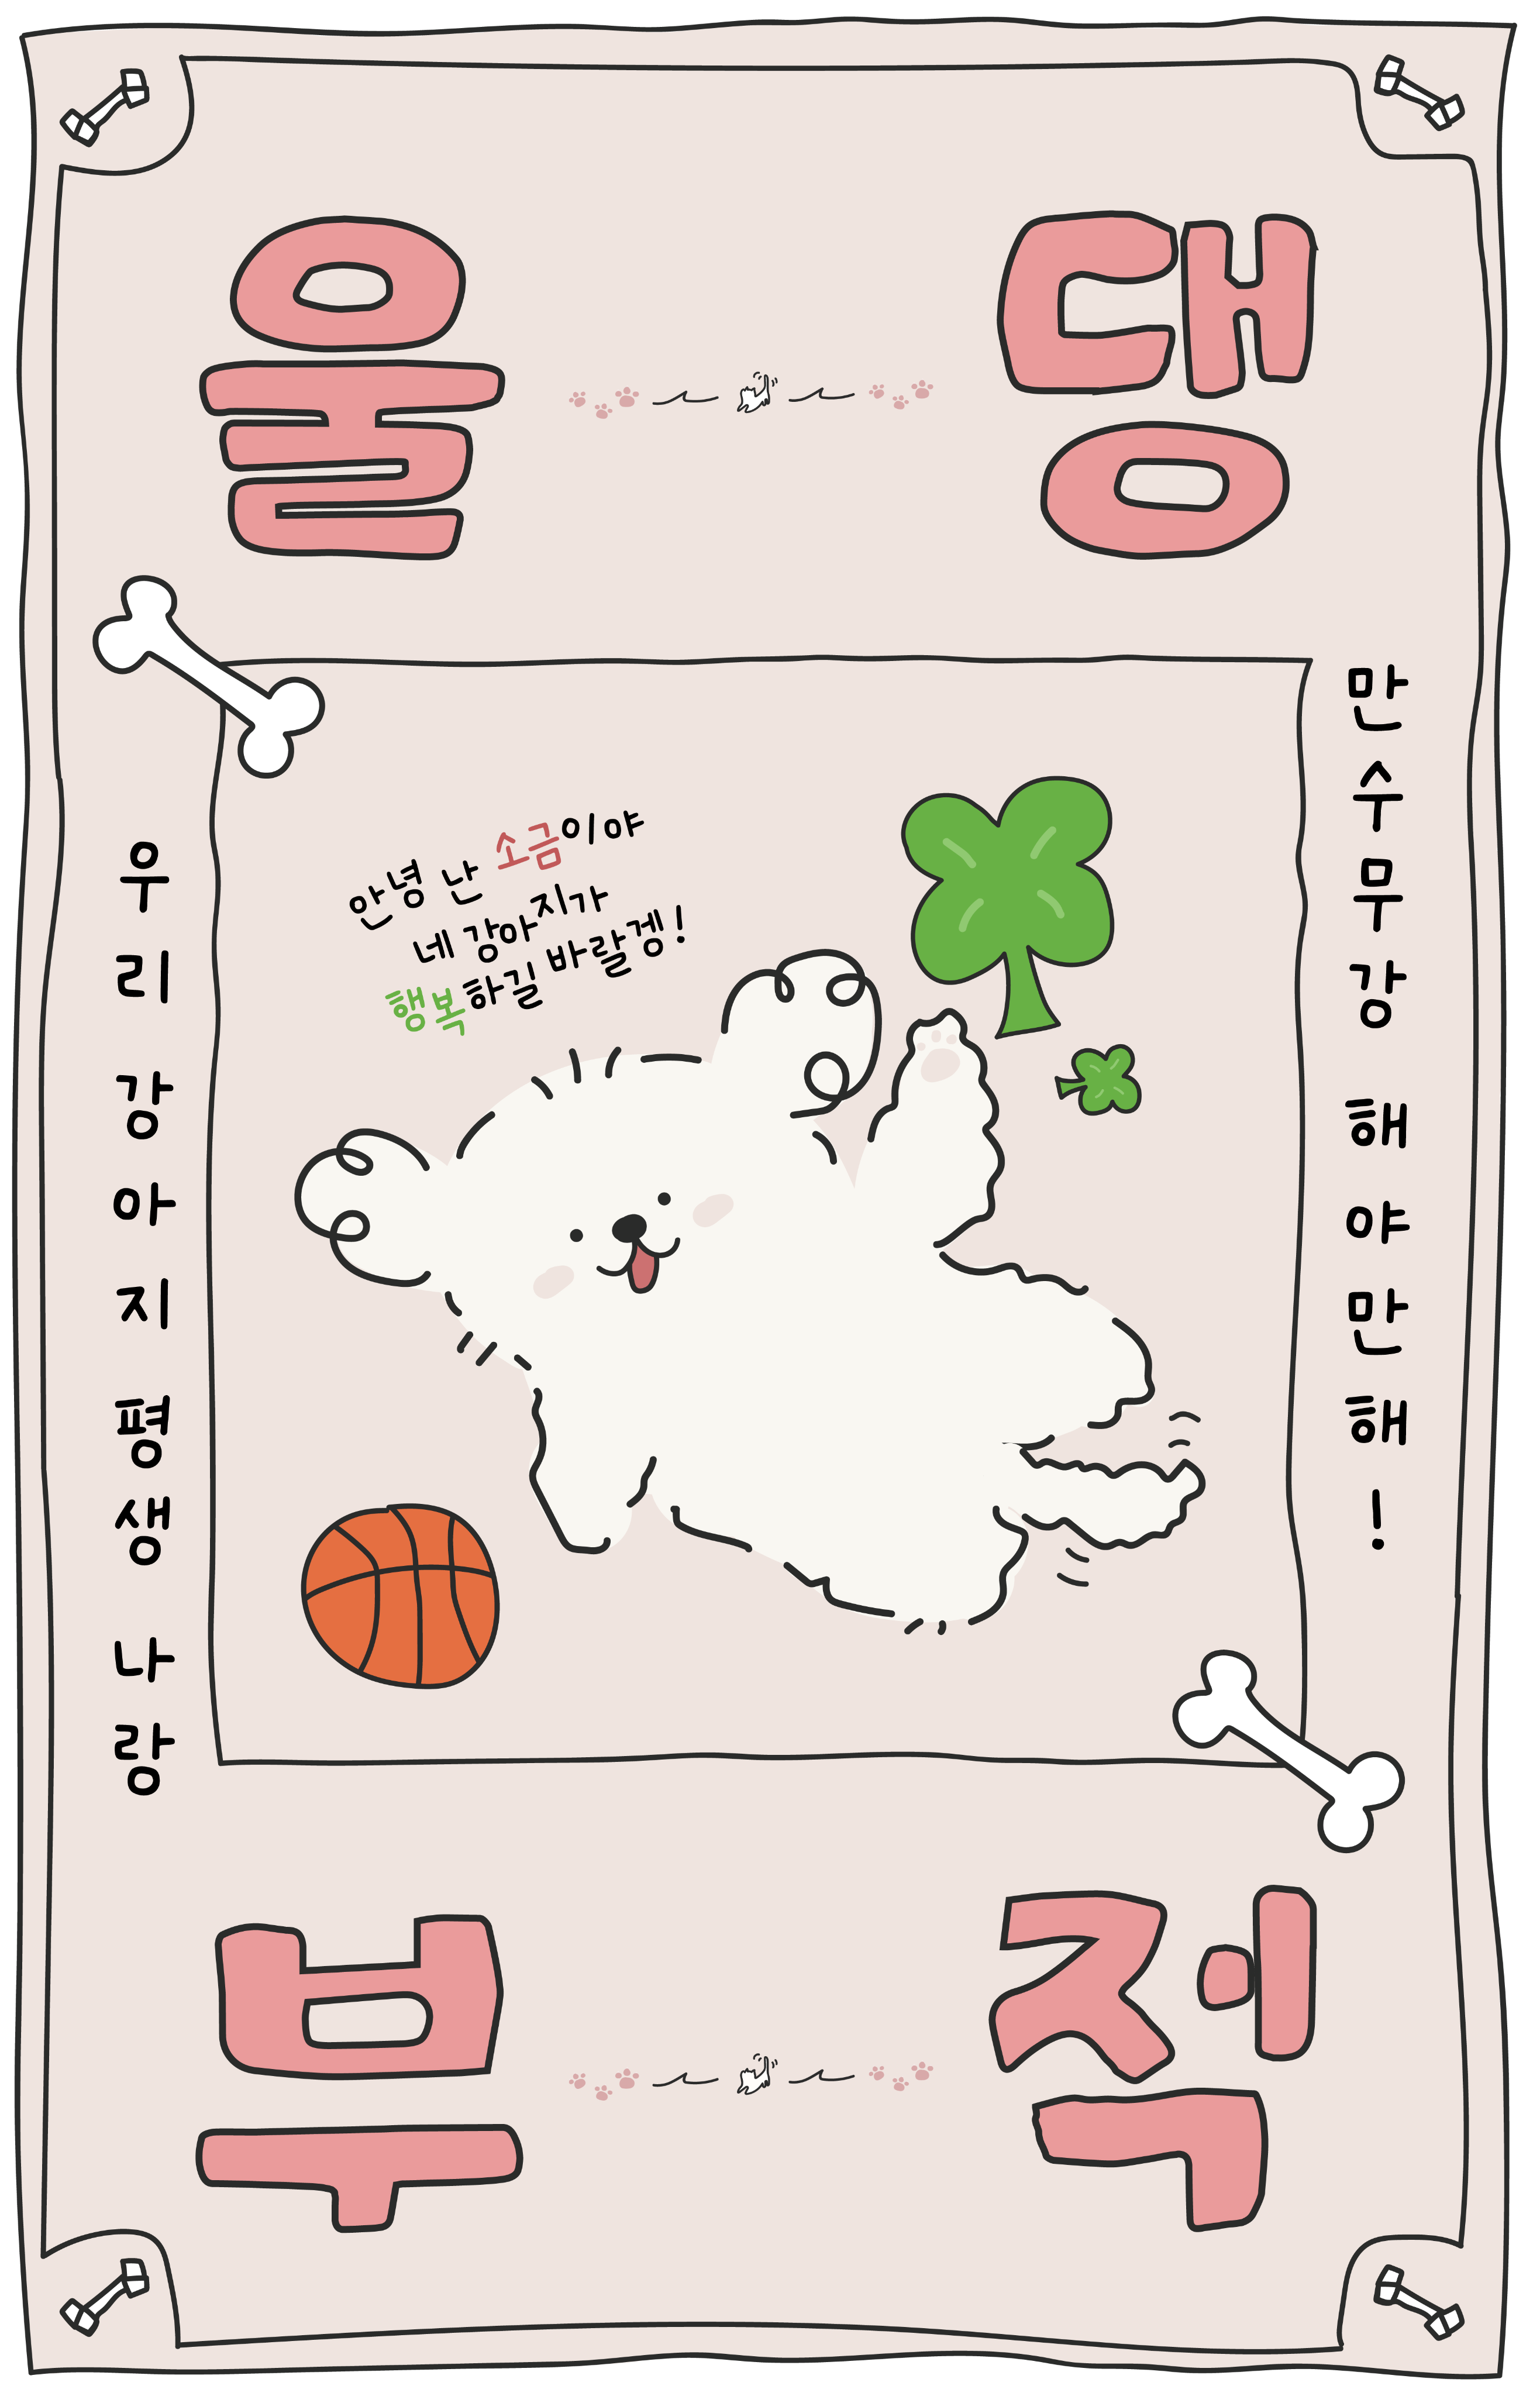 울댕
우리 강아지 평생 나랑
안녕 난 소금이야
네 강아지가
행복하길 바랄겡!
만수무강 해야만해!
부적